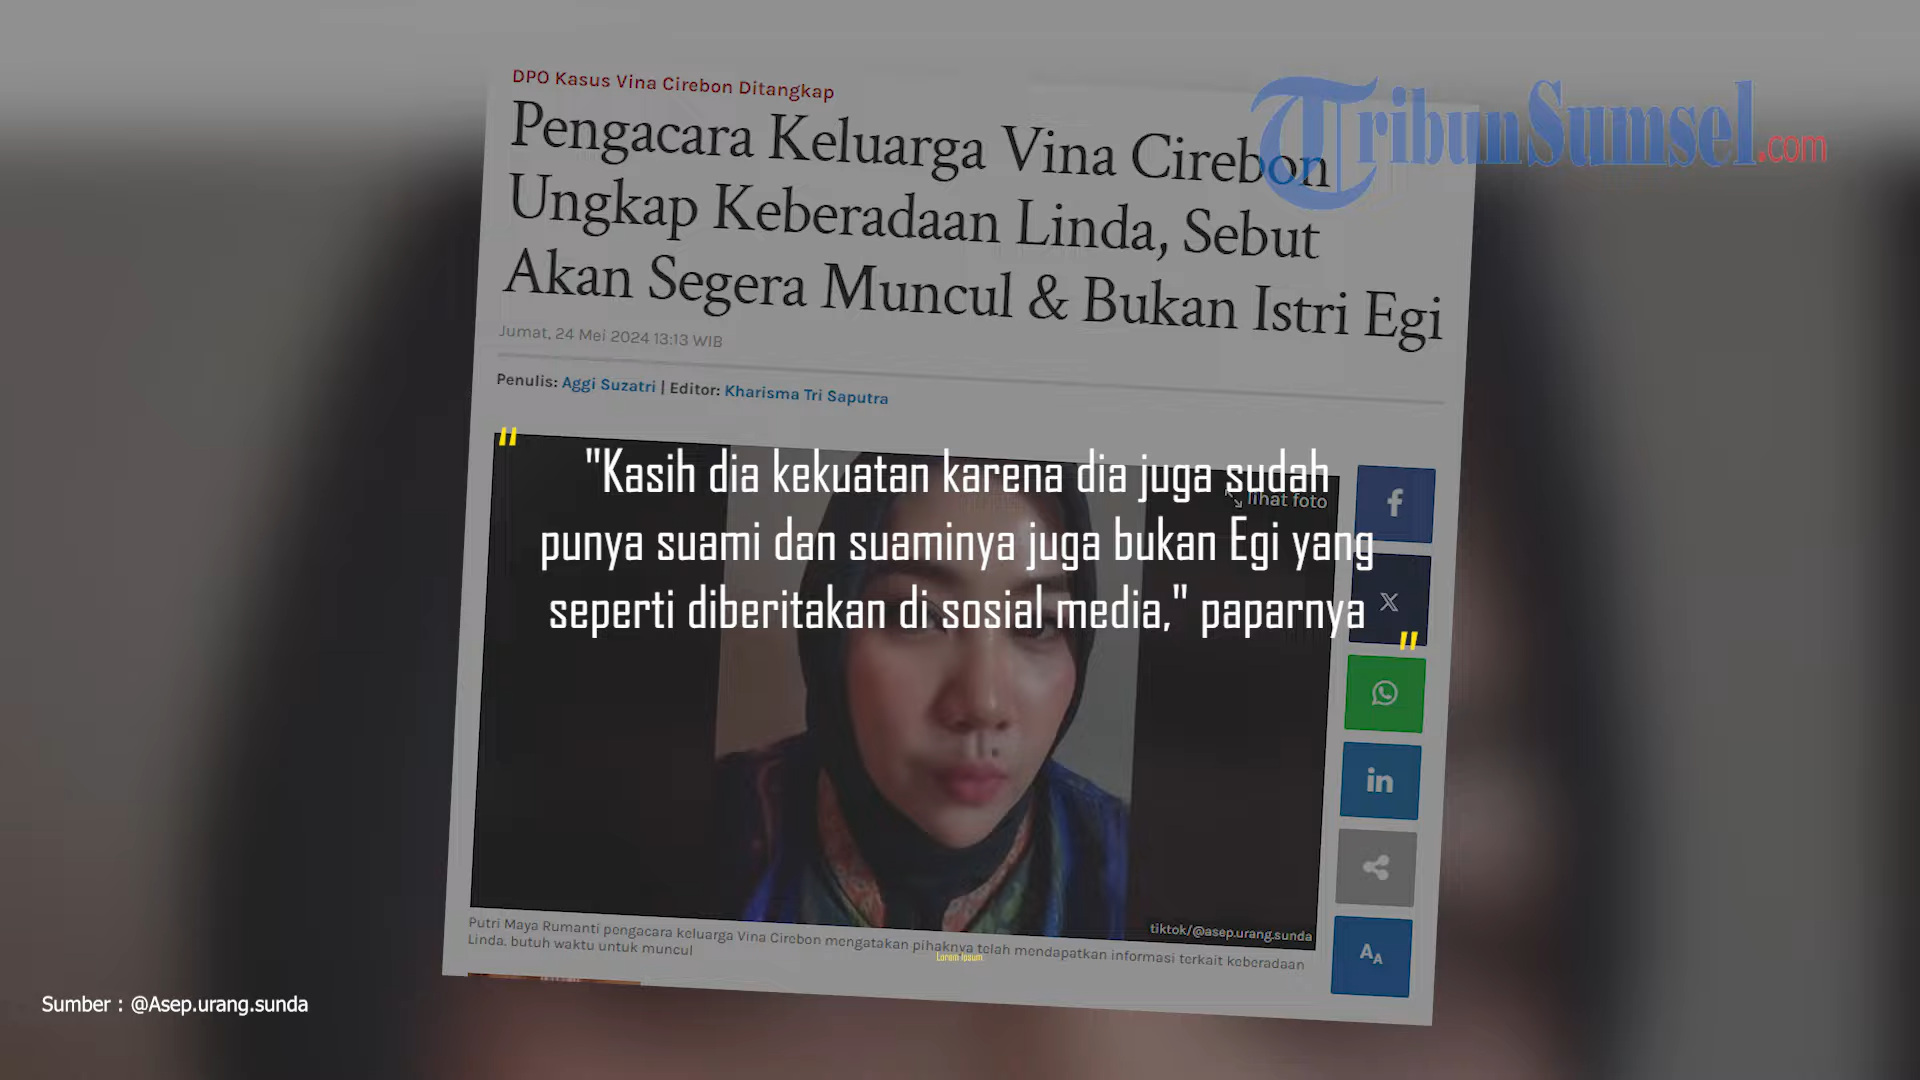 DPO Kasus Vina Cirebon Ditangkap
TribunSumsel.com
Pengacara Keluarga Vina Cirebon
Ungkap Keberadaan Linda, Sebut
Akan Segera Muncul & Bukan Istri Egi
Jumat, 24 Mei 2024 13:13 WIB
Penulis: Aggi Suzatri | Editor: Kharisma Tri Saputra
"
"Kasih dia kekuatan karena dia juga sudah
lihat foto
punya suami dan suaminya juga bukan Egi yang
seperti diberitakan di sosial media," paparnya
"
tiktok/@asep.urang.sunda
Putri Maya Rumanti pengacara keluarga Vina Cirebon mengatakan pihaknya telah mendapatkan informasi terkait keberadaan
Linda, butuh waktu untuk muncul
Lorem Ipsum
Sumber : @Asep.urang.sunda
f
X
in
AA